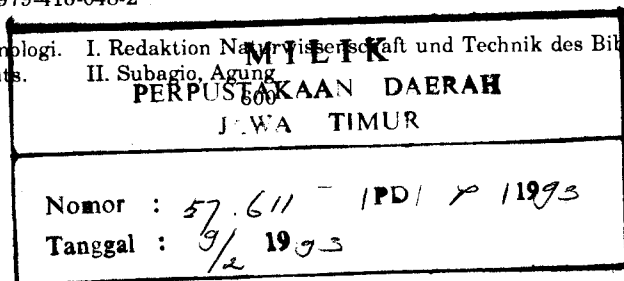 979-416-048-2
nologi. I. Redaktion Naturwissenschaft und Technik des Bib
ts. II. Subagio, Agung
600
MILIK
PERPUSTAKAAN DAERAH
JAWA TIMUR
Nomor : 57.611 - /PD/ P /1993
Tanggal : 9/2 1993